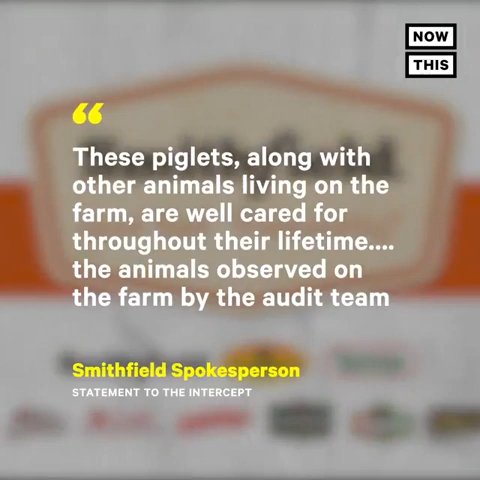 NOW
THIS
“
These piglets, along with
other animals living on the
farm, are well cared for
throughout their lifetime....
the animals observed on
the farm by the audit team
Smithfield Spokesperson
STATEMENT TO THE INTERCEPT